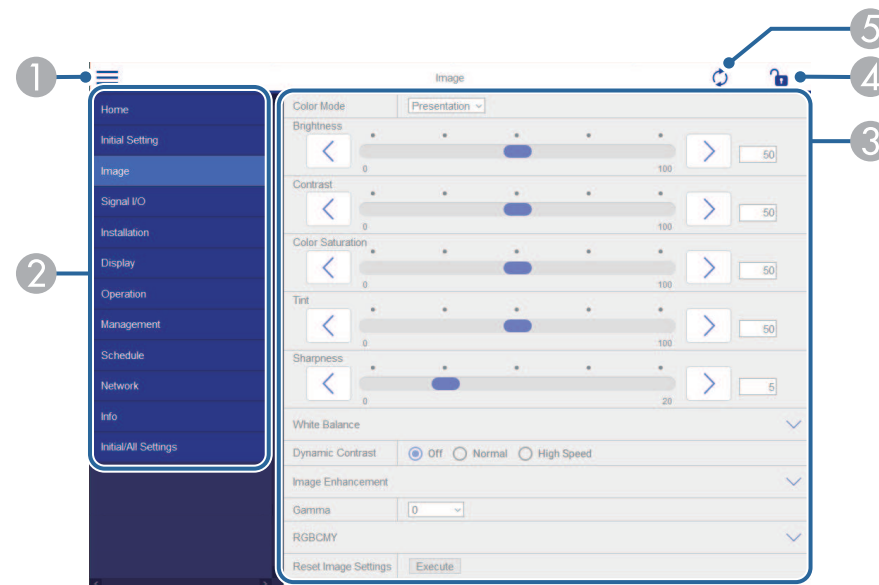 5
1
Image
4
Home
Initial Setting
Image
Signal I/O
Installation
Display
Operation
Management
Schedule
Network
Info
Initial/All Settings
2
3
Color Mode Presentation
Brightness
0 100 50
Contrast
0 100 50
Color Saturation
0 100 50
Tint
0 100 50
Sharpness
0 20 5
White Balance
Dynamic Contrast Off Normal High Speed
Image Enhancement
Gamma 0
RGBCMY
Reset Image Settings Execute